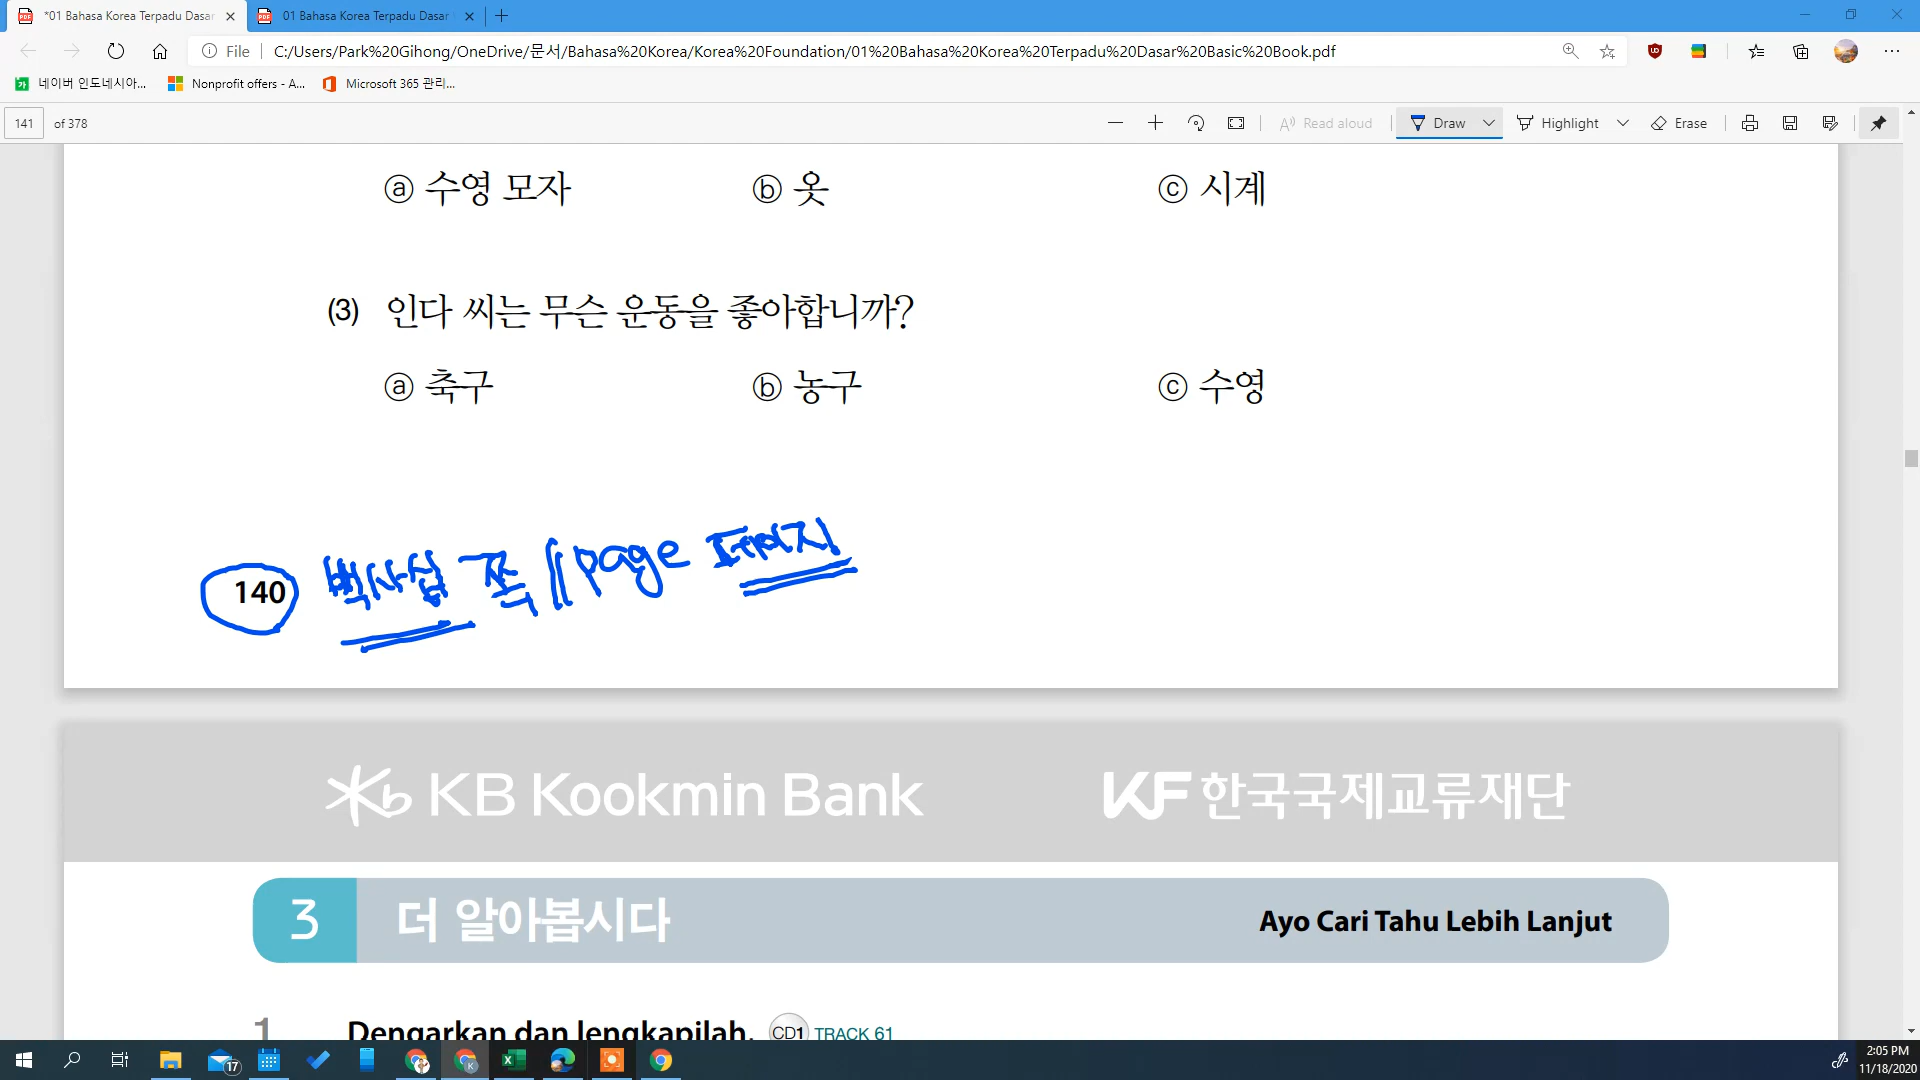 *01 Bahasa Korea Terpadu Dasar
01 Bahasa Korea Terpadu Dasar
File
C:/Users/Park%20Gihong/OneDrive/문서/Bahasa%20Korea/Korea%20Foundation/01%20Bahasa%20Korea%20Terpadu%20Dasar%20Basic%20Book.pdf
네이버 인도네시아... Nonprofit offers - A... Microsoft 365 관리...
141 of 378 Read aloud Draw Highlight Erase
ⓐ 수영 모자 ⓑ 옷 ⓒ 시계
(3) 인다 씨는 무슨 운동을 좋아합니까?
ⓐ 축구 ⓑ 농구 ⓒ 수영
140 백사십 쪽 page 페이지
KB Kookmin Bank KF 한국국제교류재단
3 더 알아봅시다 Ayo Cari Tahu Lebih Lanjut
1 Dengarkan dan lengkapilah. CD1 TRACK 61
17
2:05 PM
11/18/2020